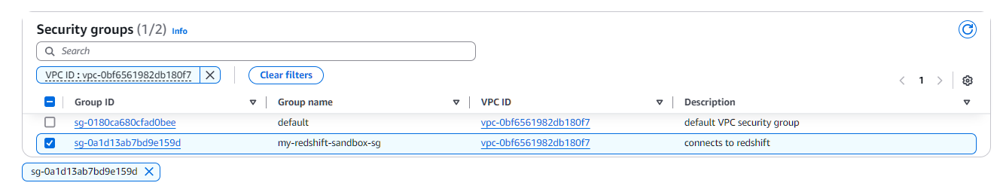 Security groups (1/2) Info
Search
VPC ID : vpc-0bf6561982db180f7 Clear filters
1
Group ID Group name VPC ID Description
sg-0180ca680cfad0bee default vpc-0bf6561982db180f7 default VPC security group
sg-0a1d13ab7bd9e159d my-redshift-sandbox-sg vpc-0bf6561982db180f7 connects to redshift
sg-0a1d13ab7bd9e159d